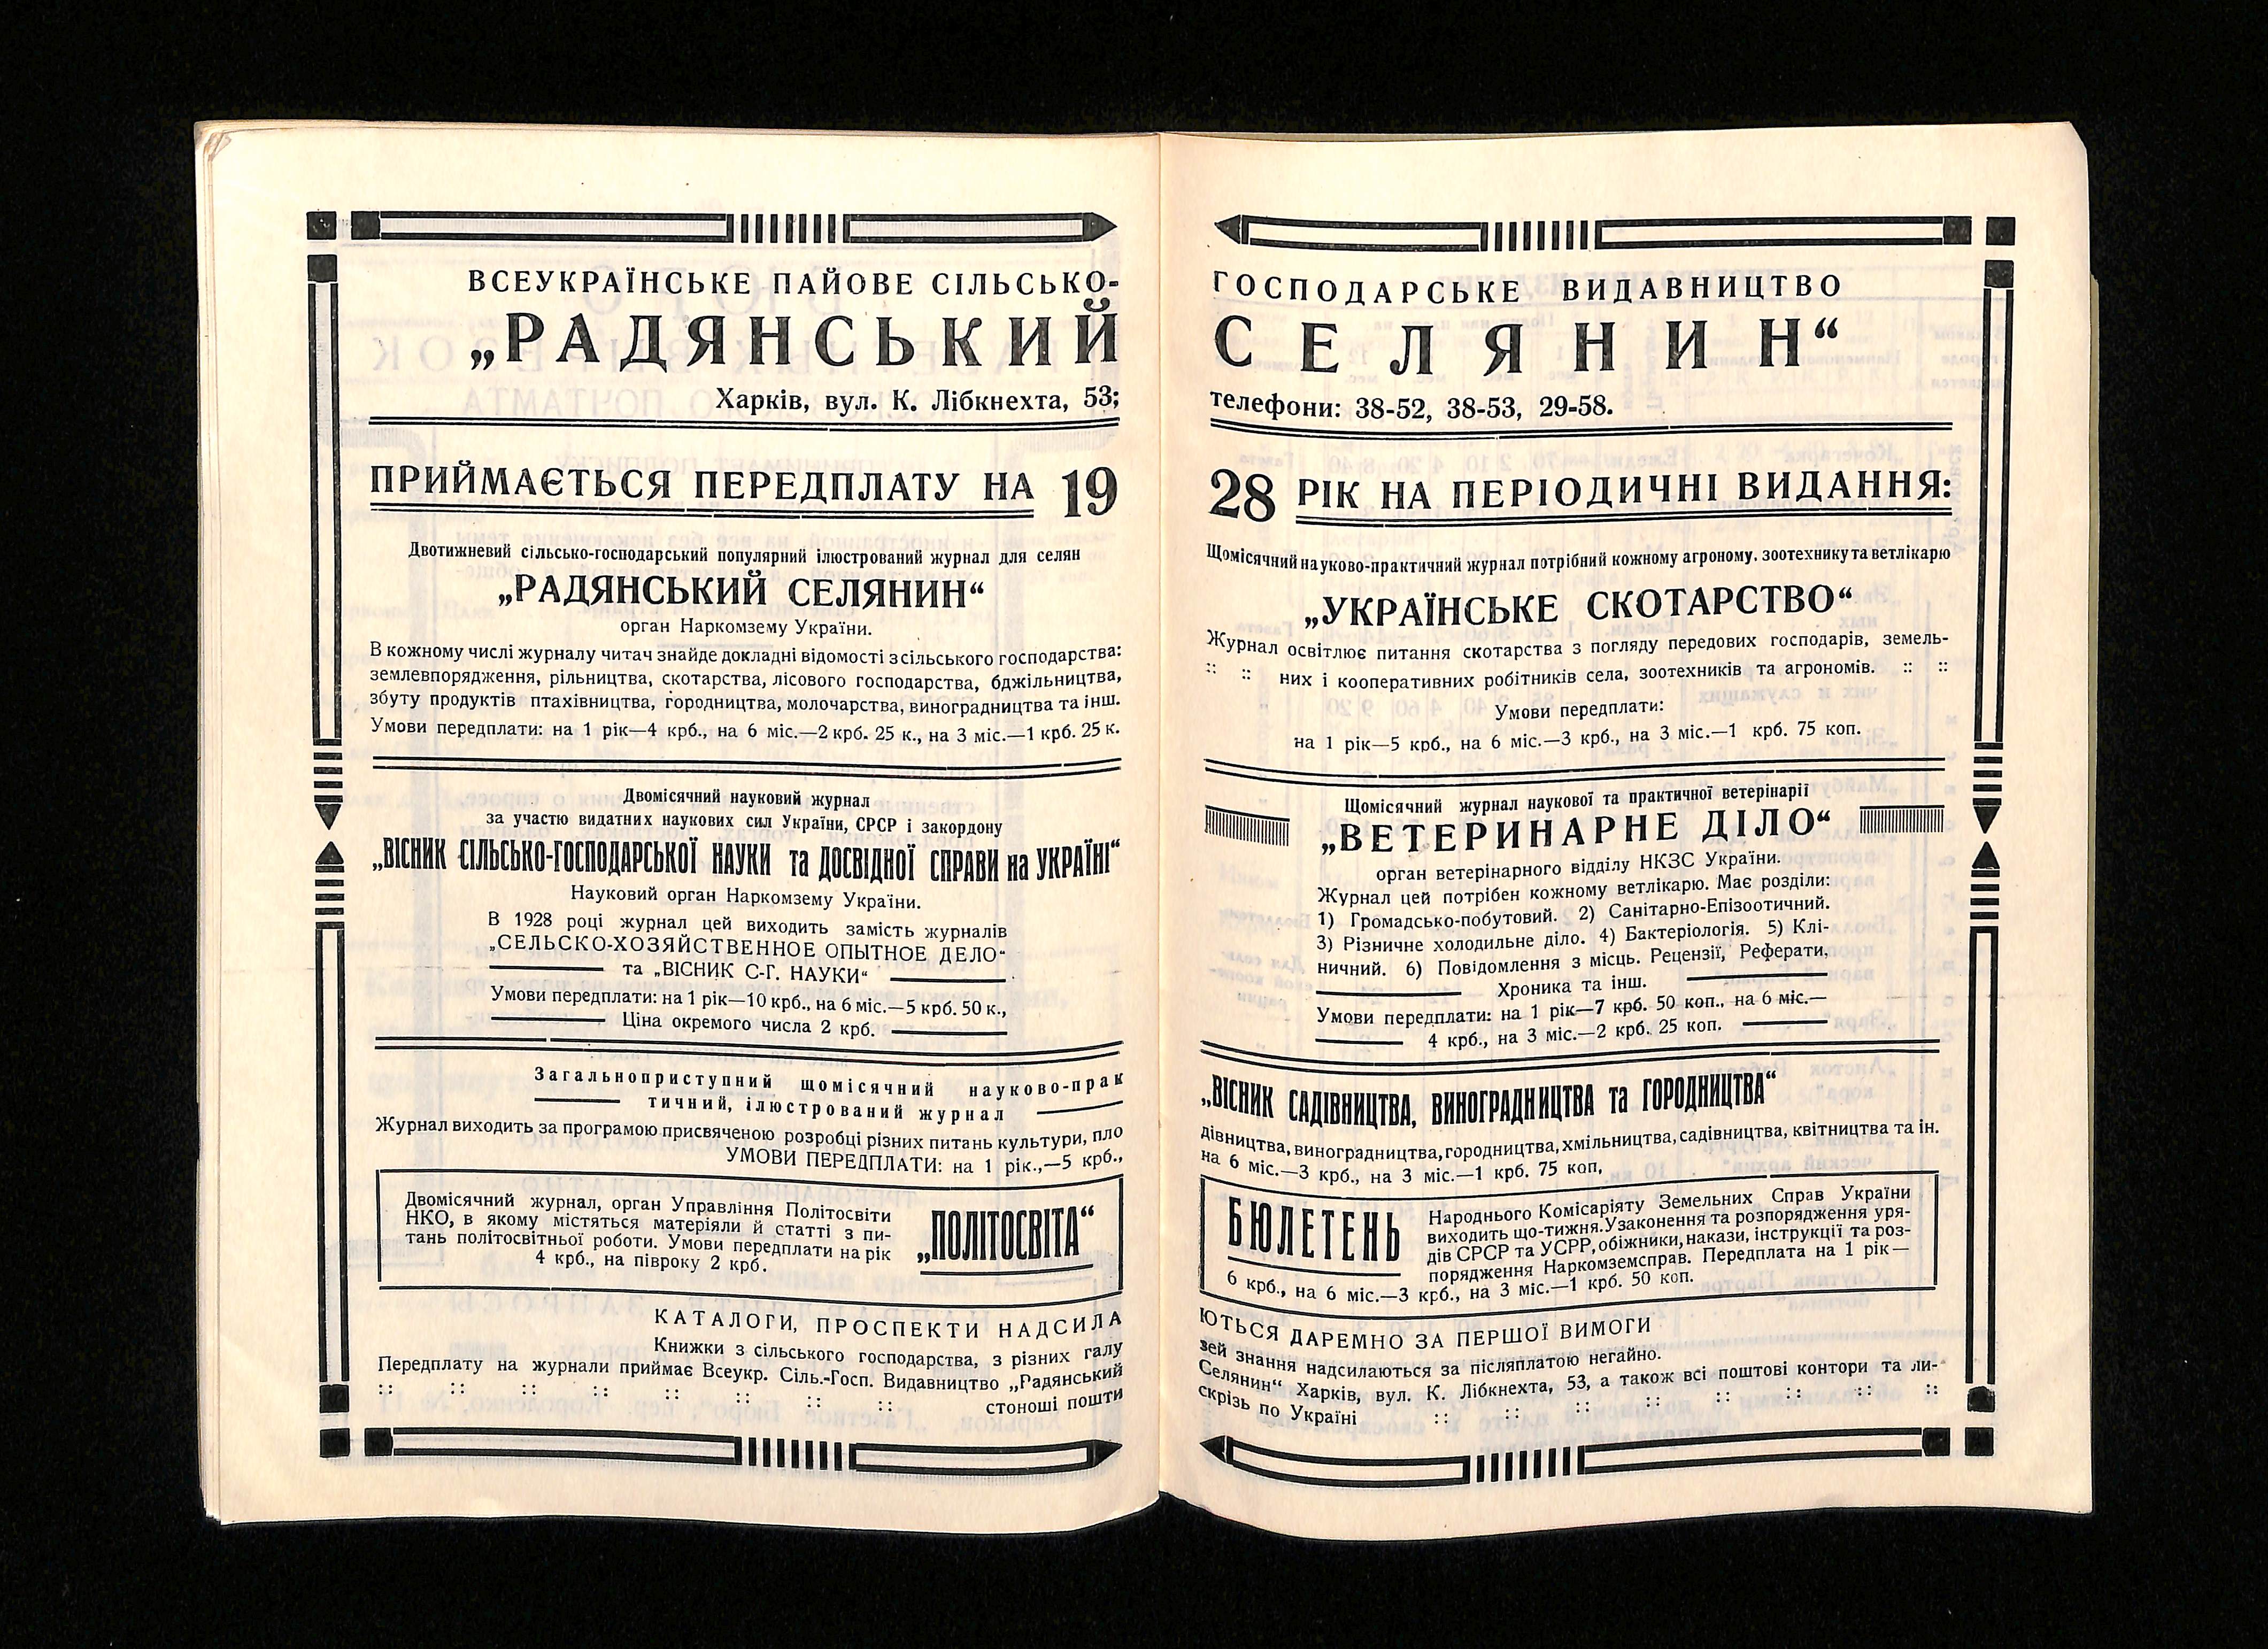 ВСЕУКРАЇНСЬКЕ ПАЙОВЕ СІЛЬСЬКО-
„РАДЯНСЬКИЙ
Харків, вул. К. Лібкнехта, 53;
ПРИЙМАЄТЬСЯ ПЕРЕДПЛАТУ НА 19
Двотижневий сільсько-господарський популярний ілюстрований журнал для селян
„РАДЯНСЬКИЙ СЕЛЯНИН“
орган Наркомзему України.
В кожному числі журналу читач знайде докладні відомості з сільського господарства:
землевпорядження, рільництва, скотарства, лісового господарства, бджільництва,
збуту продуктів птахівництва, городництва, молочарства, виноградництва та інш.
Умови передплати: на 1 рік—4 крб., на 6 міс.—2 крб. 25 к., на 3 міс.—1 крб. 25 к.
Двомісячний науковий журнал
за участю видатних наукових сил України, СРСР і закордону
„ВІСНИК СІЛЬСЬКО-ГОСПОДАРСЬКОЇ НАУКИ та ДОСВІДНОЇ СПРАВИ на УКРАЇНІ“
Науковий орган Наркомзему України.
В 1928 році журнал цей виходить замість журналів
„СЕЛЬСКО-ХОЗЯЙСТВЕННОЕ ОПЫТНОЕ ДЕЛО“
та „ВІСНИК С-Г. НАУКИ“
Умови передплати: на 1 рік—10 крб., на 6 міс.—5 крб. 50 к.,
Ціна окремого числа 2 крб.
Загальноприступний щомісячний науково-прак
тичний, ілюстрований журнал
Журнал виходить за програмою присвяченою розробці різних питань культури, пло
УМОВИ ПЕРЕДПЛАТИ: на 1 рік.,—5 крб.,
Двомісячний журнал, орган Управління Політосвіти
НКО, в якому містяться матеріяли й статті з пи-
тань політосвітньої роботи. Умови передплати на рік
4 крб., на півроку 2 крб.
„ПОЛІТОСВІТА“
КАТАЛОГИ, ПРОСПЕКТИ НАДСИЛА
Книжки з сільського господарства, з різних галу
Передплату на журнали приймає Всеукр. Сіль.-Госп. Видавництво „Радянський
:: :: :: :: :: :: :: :: стоноші пошти
ГОСПОДАРСЬКЕ ВИДАВНИЦТВО
СЕЛЯНИН“
телефони: 38-52, 38-53, 29-58.
28 РІК НА ПЕРІОДИЧНІ ВИДАННЯ:
Щомісячний науково-практичний журнал потрібний кожному агроному. зоотехнику та ветлікарю
„УКРАЇНСЬКЕ СКОТАРСТВО“
Журнал освітлює питання скотарства з погляду передових господарів, земель-
:: :: них і кооперативних робітників села, зоотехників та агрономів. :: ::
Умови передплати:
на 1 рік—5 крб., на 6 міс.—3 крб., на 3 міс.—1 крб. 75 коп.
Щомісячний журнал наукової та практичної ветерінарії
„ВЕТЕРИНАРНЕ ДІЛО“
орган ветерінарного відділу НКЗС України.
Журнал цей потрібен кожному ветлікарю. Має розділи:
1) Громадсько-побутовий. 2) Санітарно-Епізоотичний.
3) Різничне холодильне діло. 4) Бактеріологія. 5) Клі-
ничний. 6) Повідомлення з місць. Рецензії, Реферати,
Хроника та інш.
Умови передплати: на 1 рік—7 крб. 50 коп., на 6 міс.—
4 крб., на 3 міс.—2 крб. 25 коп.
„ВІСНИК САДІВНИЦТВА, ВИНОГРАДНИЦТВА та ГОРОДНИЦТВА“
дівництва, виноградництва, городництва, хмільництва, садівництва, квітництва та ін.
на 6 міс.—3 крб., на 3 міс.—1 крб. 75 коп,
БЮЛЕТЕНЬ
Народнього Комісаріяту Земельних Справ України
виходить що-тижня. Узаконення та розпорядження уря-
дів СРСР та УСРР, обіжники, накази, інструкції та роз-
порядження Наркомземсправ. Передплата на 1 рік—
6 крб., на 6 міс.—3 крб., на 3 міс.—1 крб. 50 коп.
ЮТЬСЯ ДАРЕМНО ЗА ПЕРШОЇ ВИМОГИ
зей знання надсилаються за післяплатою негайно.
Селянин“ Харків, вул. К. Лібкнехта, 53, а також всі поштові контори та ли-
скрізь по Україні :: :: :: :: :: :: :: ::